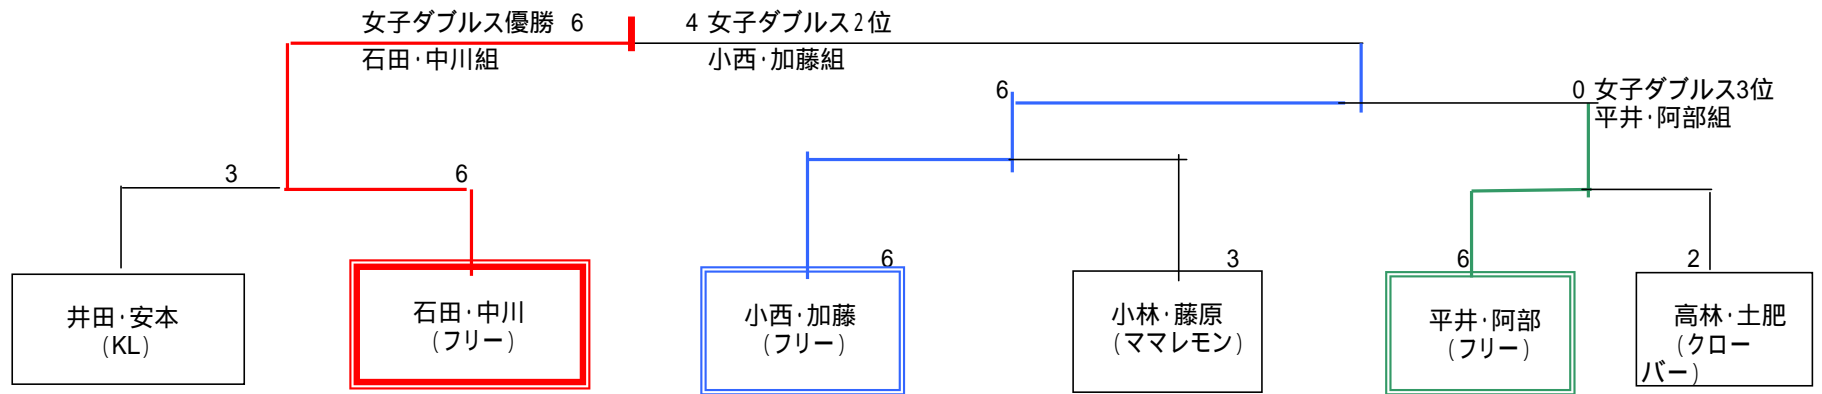 女子ダブルス優勝 6
4 女子ダブルス2位
石田・中川組
小西・加藤組
6
0 女子ダブルス3位
平井・阿部組
3
6
6
3
6
2
井田・安本
(KL)
石田・中川
(フリー)
小西・加藤
(フリー)
小林・藤原
(ママレモン)
平井・阿部
(フリー)
高林・土肥
(クロー
バー)